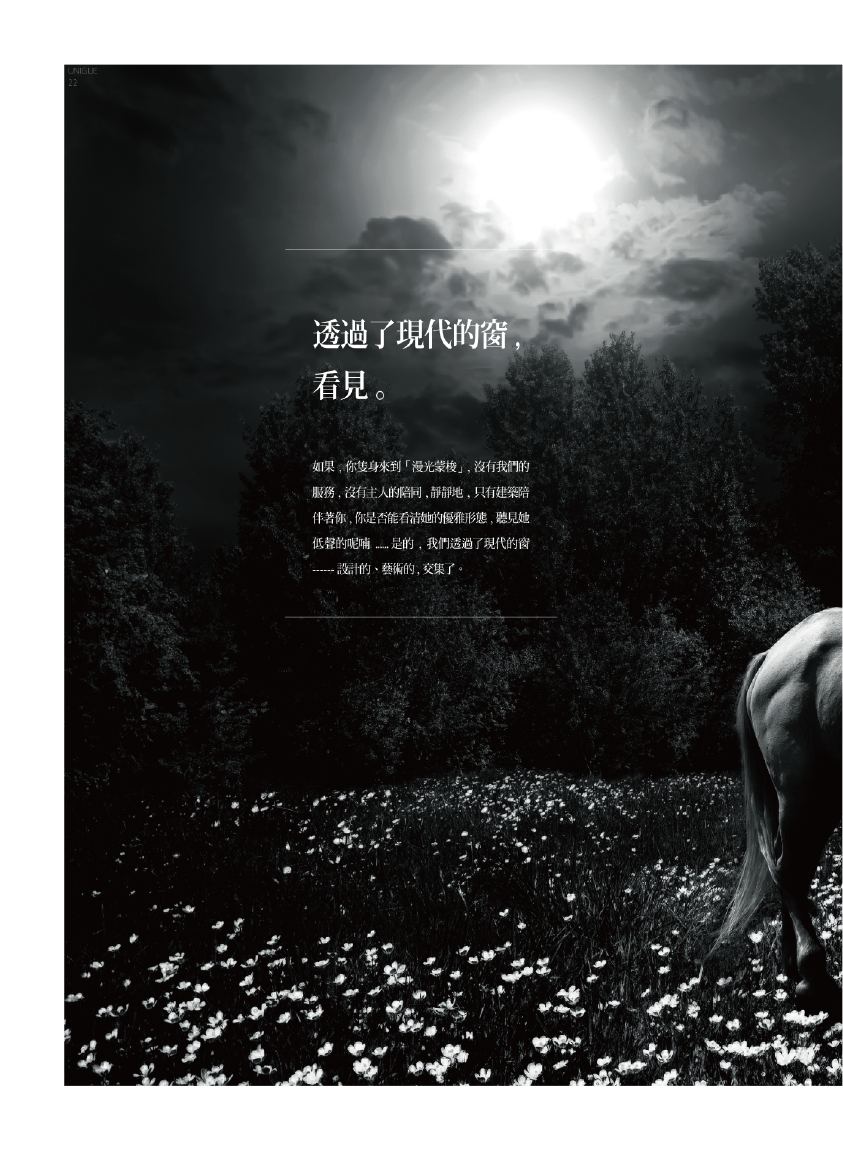 UNIGUE
22
透過了現代的窗，
看見。
如果，你隻身來到「漫光蒙梭」，沒有我們的
服務，沒有主人的陪同，靜靜地，只有建築陪
伴著你，你是否能看清她的優雅形態，聽見她
低聲的呢喃 ...... 是的，我們透過了現代的窗
------ 設計的、藝術的，交集了。